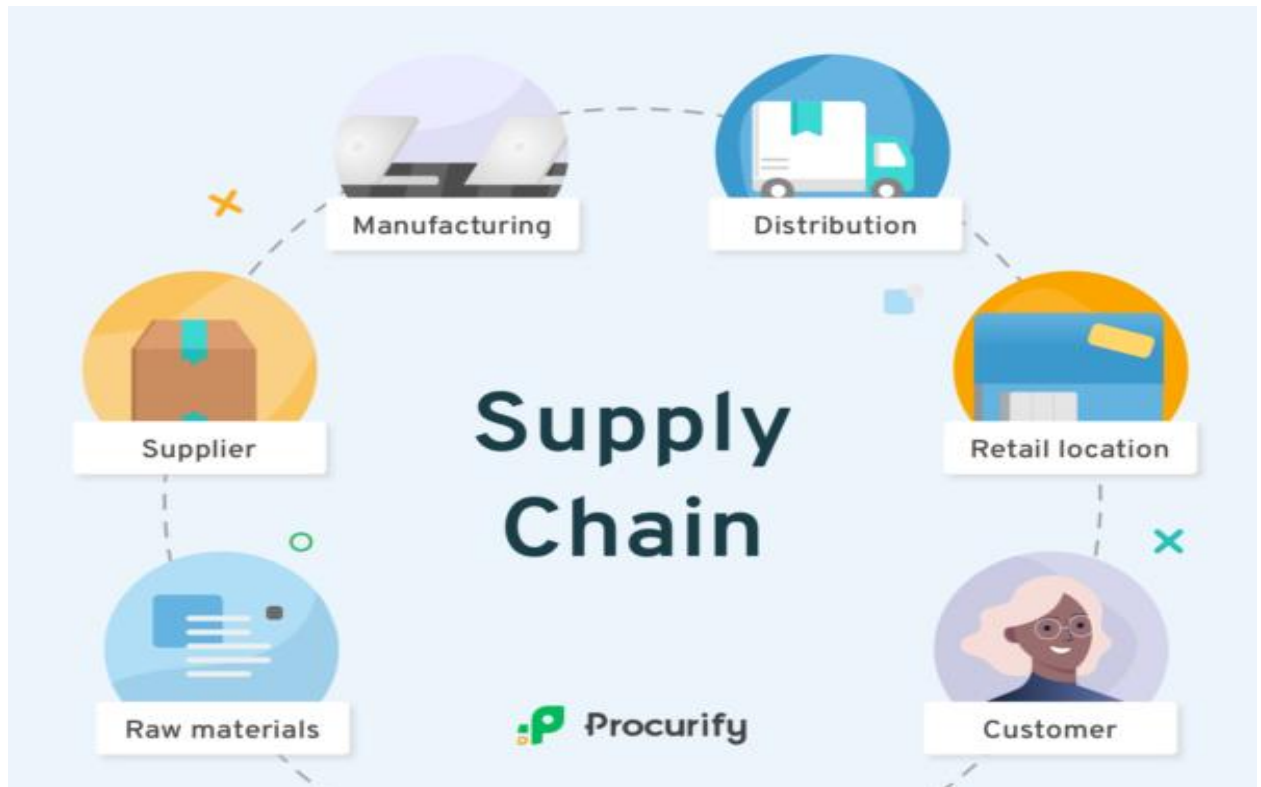 Manufacturing
Distribution
Supplier
Retail location
Supply
Chain
Raw materials
Procurify
Customer